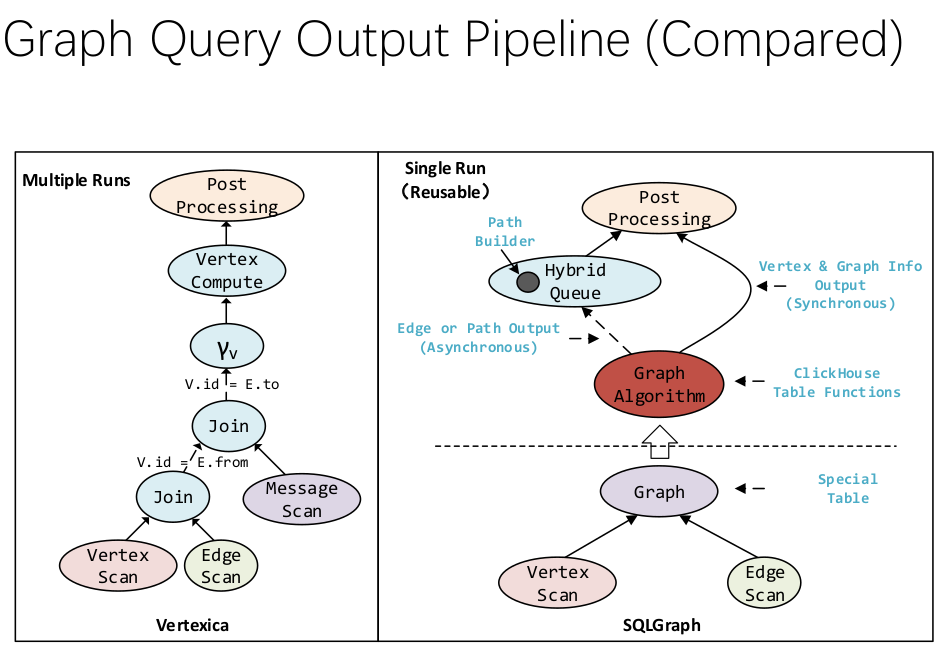 Graph Query Output Pipeline (Compared)
Multiple Runs
Post
Processing
Vertex
Compute
γv
V.id = E.to
Join
V.id = E.from
Join
Message
Scan
Vertex
Scan
Edge
Scan
Vertexica
Single Run
(Reusable)
Post
Processing
Path
Builder
Hybrid
Queue
Vertex & Graph Info
Output
(Synchronous)
Edge or Path Output
(Asynchronous)
Graph
Algorithm
ClickHouse
Table Functions
Graph
Special
Table
Vertex
Scan
Edge
Scan
SQLGraph